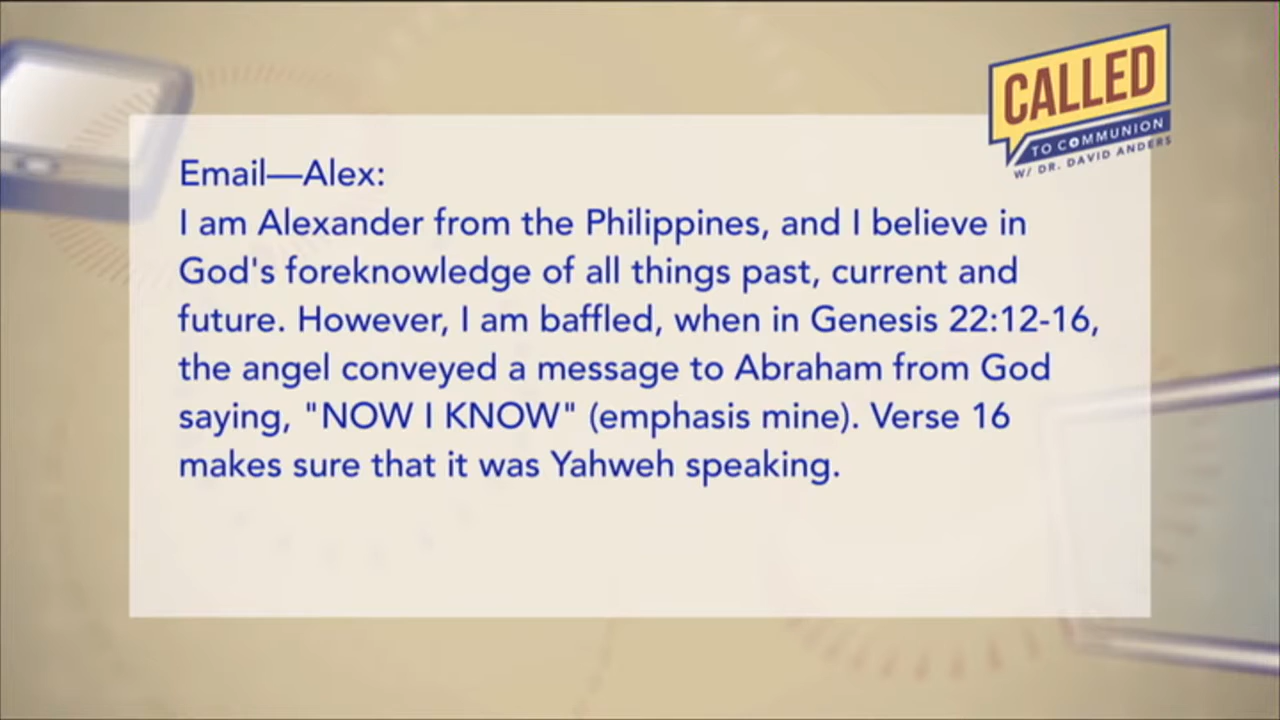 CALLED
TO COMMUNION
W/ DR. DAVID ANDERS
Email—Alex:
I am Alexander from the Philippines, and I believe in
God's foreknowledge of all things past, current and
future. However, I am baffled, when in Genesis 22:12-16,
the angel conveyed a message to Abraham from God
saying, "NOW I KNOW" (emphasis mine). Verse 16
makes sure that it was Yahweh speaking.